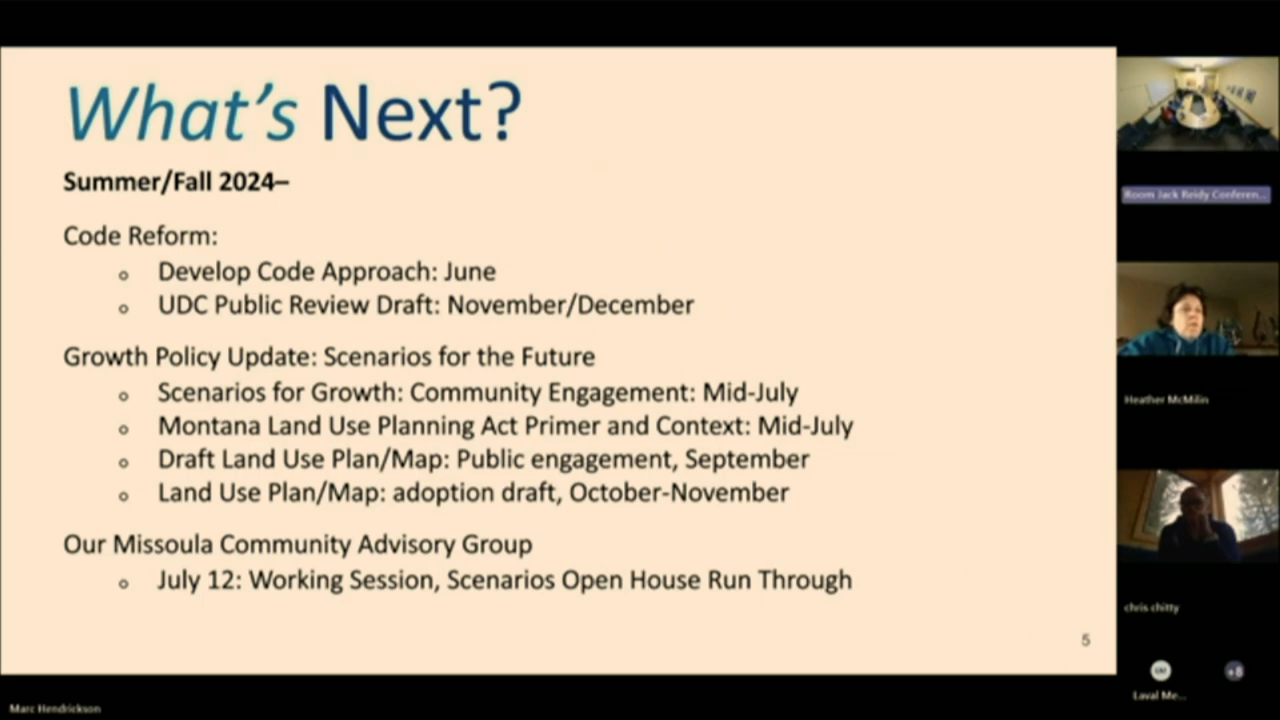 What's Next?
Summer/Fall 2024–
Code Reform:
Develop Code Approach: June
UDC Public Review Draft: November/December
Growth Policy Update: Scenarios for the Future
Scenarios for Growth: Community Engagement: Mid-July
Montana Land Use Planning Act Primer and Context: Mid-July
Draft Land Use Plan/Map: Public engagement, September
Land Use Plan/Map: adoption draft, October-November
Our Missoula Community Advisory Group
July 12: Working Session, Scenarios Open House Run Through
5
Room Jack Reidy Conferen...
Heather McMilin
chris chitty
+8
Laval Me...
Marc Hendrickson